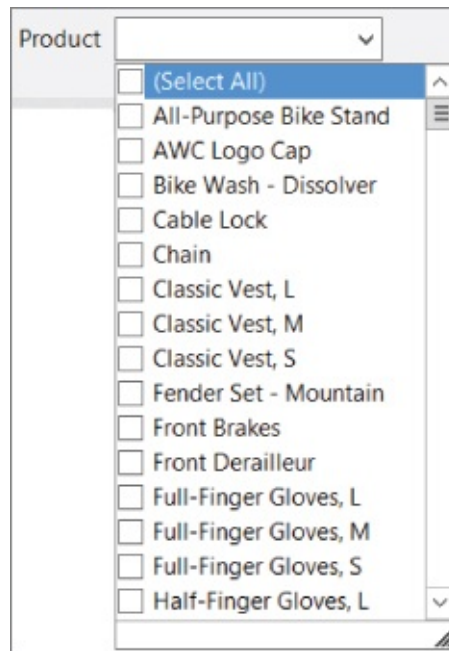 Product
(Select All)
All-Purpose Bike Stand
AWC Logo Cap
Bike Wash - Dissolver
Cable Lock
Chain
Classic Vest, L
Classic Vest, M
Classic Vest, S
Fender Set - Mountain
Front Brakes
Front Derailleur
Full-Finger Gloves, L
Full-Finger Gloves, M
Full-Finger Gloves, S
Half-Finger Gloves, L